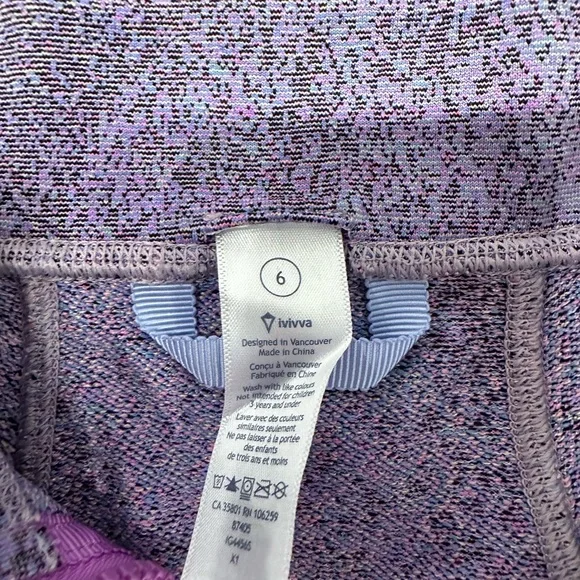 6
ivivva
Designed in Vancouver
Made in China
Conçu à Vancouver
Fabriqué en Chine
Wash with like colours
Not intended for children
3 years and under
Laver avec des couleurs
similaires seulement
Ne pas laisser à la portée
des enfants
de trois ans et moins
CA 35801 RN 106259
87405
IG44565
X1